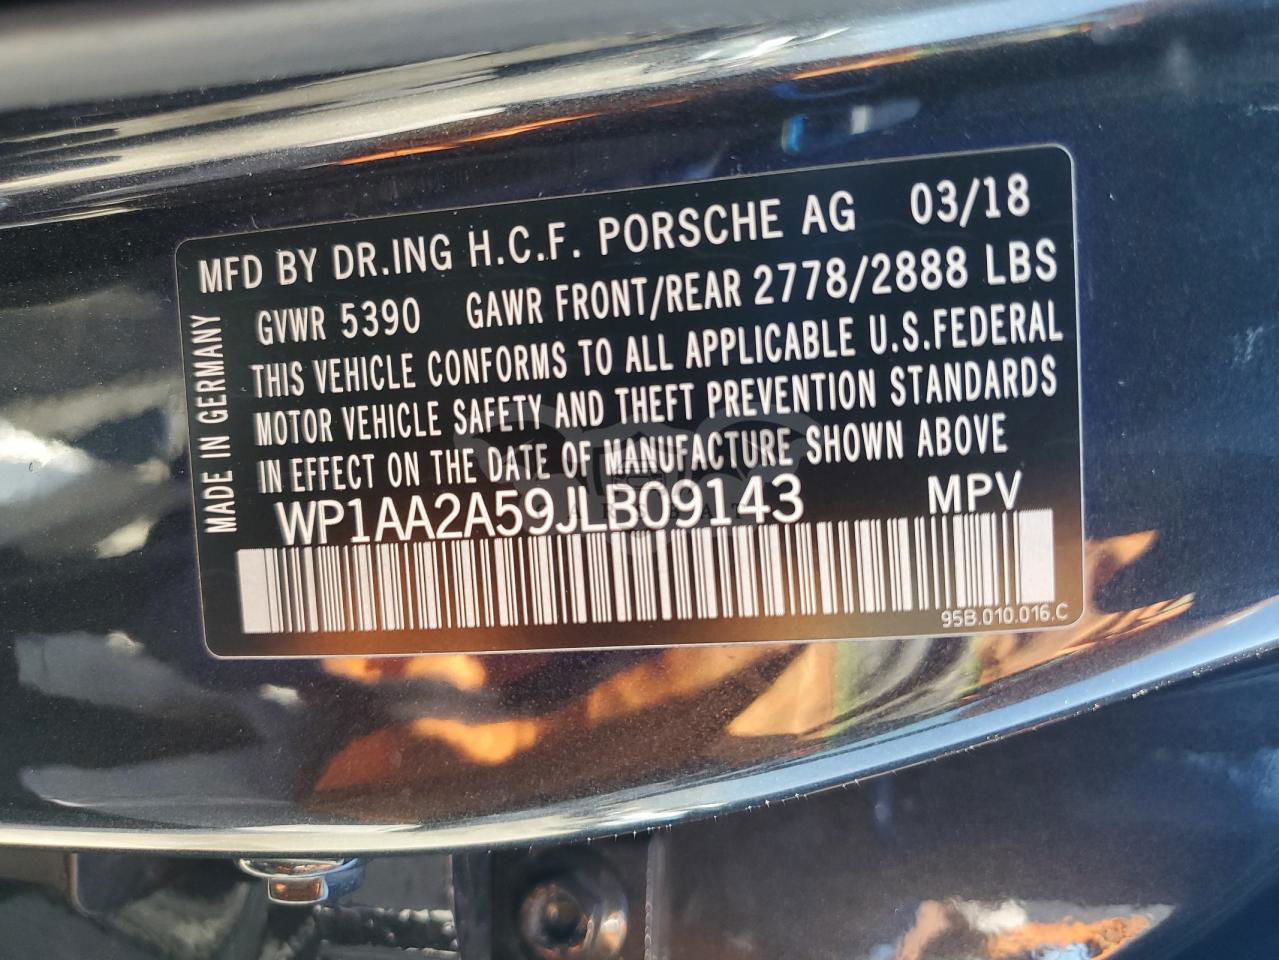 MFD BY DR.ING H.C.F. PORSCHE AG 03/18
GVWR 5390 GAWR FRONT/REAR 2778/2888 LBS
THIS VEHICLE CONFORMS TO ALL APPLICABLE U.S.FEDERAL
MOTOR VEHICLE SAFETY AND THEFT PREVENTION STANDARDS
IN EFFECT ON THE DATE OF MANUFACTURE SHOWN ABOVE
WP1AA2A59JLB09143 MPV
95B.010.016.C
MADE IN GERMANY